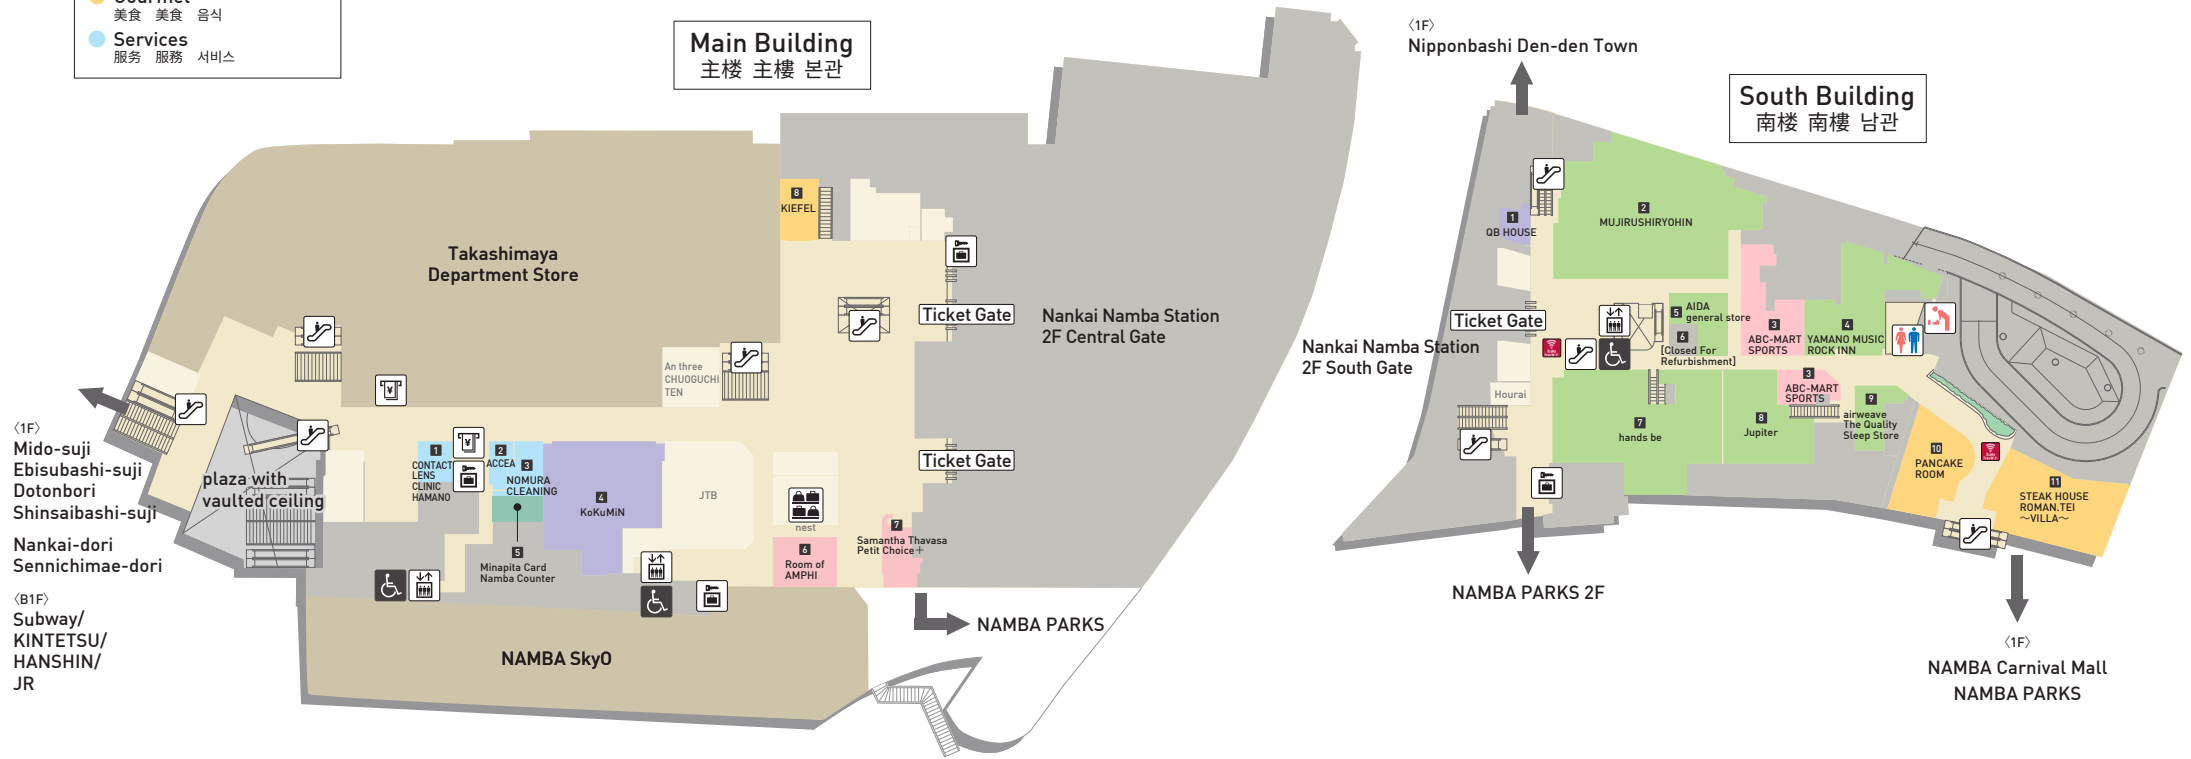 Gourmet
美食 美食 음식
Services
服务 服務 서비스
Main Building
主楼 主樓 본관
Takashimaya
Department Store
8
KIEFEL
Ticket Gate
Nankai Namba Station
2F Central Gate
An three
CHUOGUCHI
TEN
Ticket Gate
〈1F〉
Mido-suji
Ebisubashi-suji
Dotonbori
Shinsaibashi-suji
Nankai-dori
Sennichimae-dori
〈B1F〉
Subway/
KINTETSU/
HANSHIN/
JR
plaza with
vaulted ceiling
1
CONTACT
LENS
CLINIC
HAMANO
2
ACCEA
3
NOMURA
CLEANING
4
KoKuMiN
5
Minapita Card
Namba Counter
JTB
nest
6
Room of
AMPHI
7
Samantha Thavasa
Petit Choice+
NAMBA PARKS
NAMBA SkyO
〈1F〉
Nipponbashi Den-den Town
South Building
南楼 南樓 남관
1
QB HOUSE
2
MUJIRUSHIRYOHIN
Ticket Gate
Nankai Namba Station
2F South Gate
Hourai
5
AIDA
general store
6
[Closed For
Refurbishment]
3
ABC-MART
SPORTS
4
YAMANO MUSIC
ROCK INN
3
ABC-MART
SPORTS
7
hands be
8
Jupiter
9
airweave
The Quality
Sleep Store
10
PANCAKE
ROOM
11
STEAK HOUSE
ROMAN.TEI
～VILLA～
NAMBA PARKS 2F
〈1F〉
NAMBA Carnival Mall
NAMBA PARKS